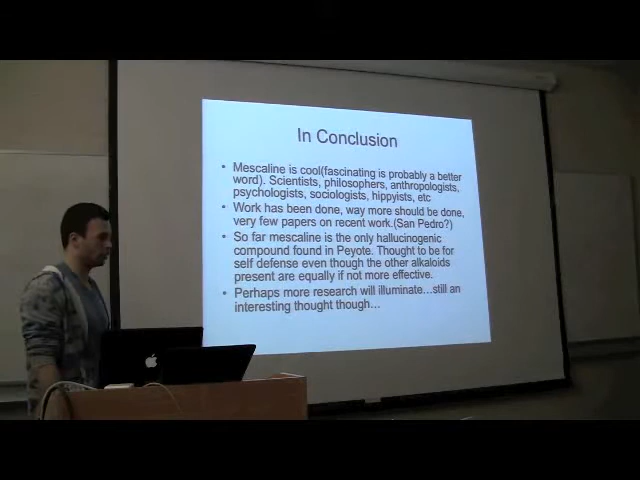 In Conclusion
• Mescaline is cool(fascinating is probably a better
word). Scientists, philosophers, anthropologists,
psychologists, sociologists, hippyists, etc
• Work has been done, way more should be done,
very few papers on recent work.(San Pedro?)
• So far mescaline is the only hallucinogenic
compound found in Peyote. Thought to be for
self defense even though the other alkaloids
present are equally if not more effective.
• Perhaps more research will illuminate…still an
interesting thought though…